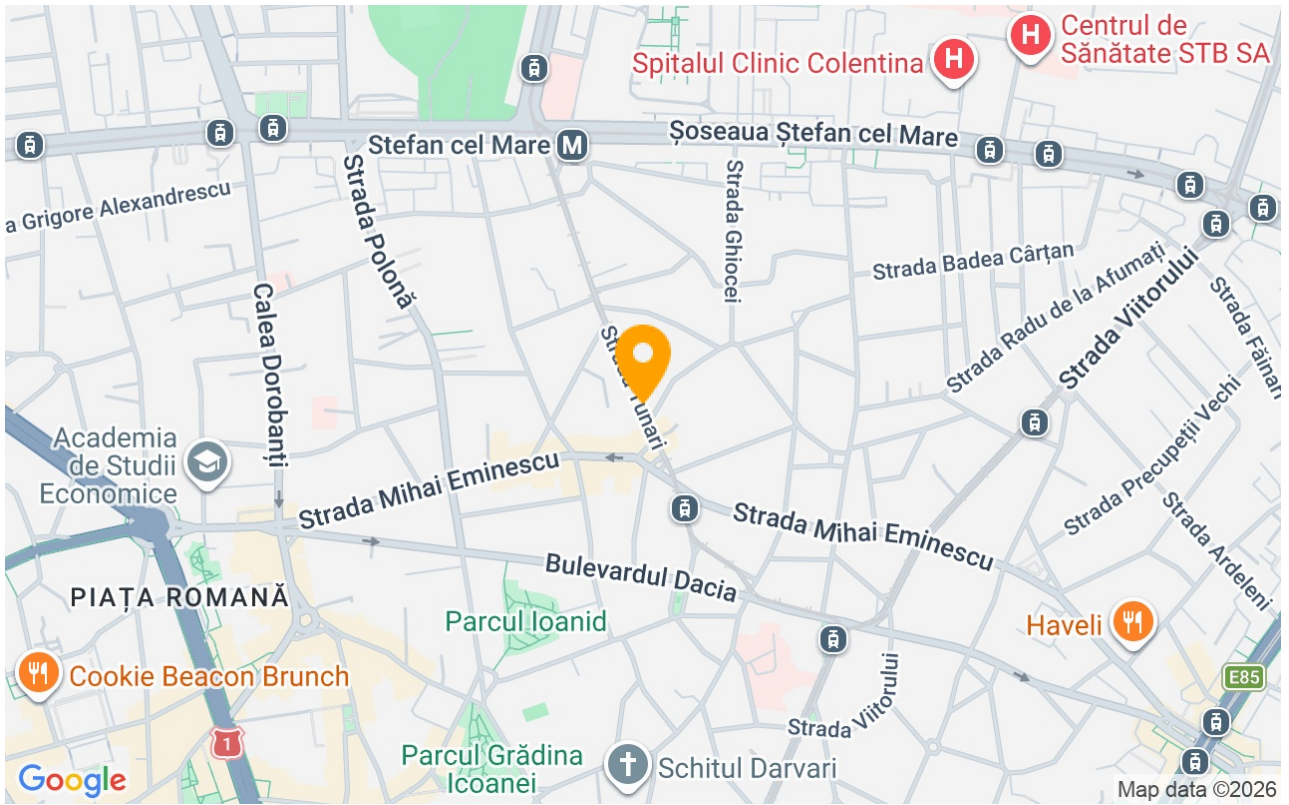 Centrul de
Sănătate STB SA
H
H
Spitalul Clinic Colentina
Stefan cel Mare
M
Șoseaua Ștefan cel Mare
a Grigore Alexandrescu
Strada Polonă
Strada Ghiocei
Strada Badea Cârțan
Strada Radu de la Afumați
Strada Viitorului
Strada Făinari
Calea Dorobanți
Strada Tunari
Academia
de Studii
Economice
Strada Mihai Eminescu
Strada Precupeții Vechi
Strada Ardeleni
Strada Mihai Eminescu
Bulevardul Dacia
PIAȚA ROMANĂ
Parcul Ioanid
Haveli
Cookie Beacon Brunch
E85
Strada Viitorului
1
Parcul Grădina
Icoanei
Schitul Darvari
Google
Map data ©2026